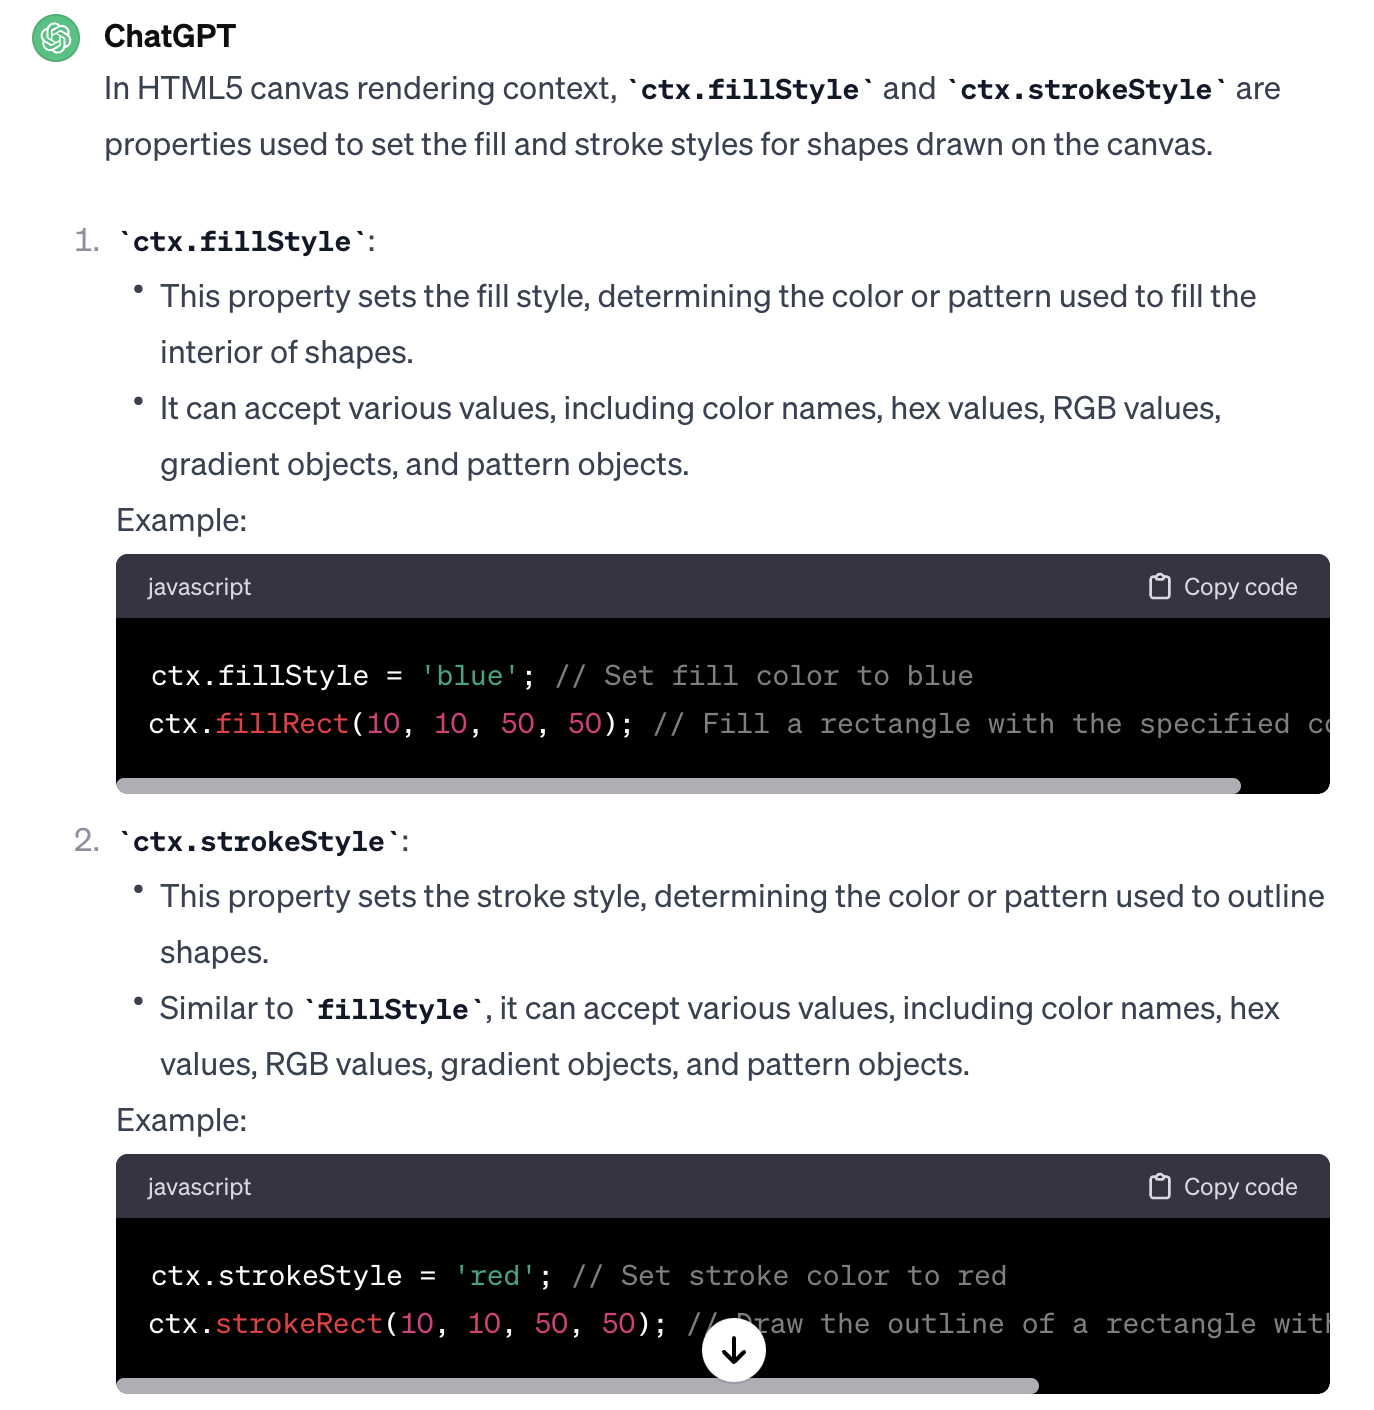 ChatGPT
In HTML5 canvas rendering context, `ctx.fillStyle` and `ctx.strokeStyle` are
properties used to set the fill and stroke styles for shapes drawn on the canvas.
1. `ctx.fillStyle`:
• This property sets the fill style, determining the color or pattern used to fill the
interior of shapes.
• It can accept various values, including color names, hex values, RGB values,
gradient objects, and pattern objects.
Example:
javascript Copy code
ctx.fillStyle = 'blue'; // Set fill color to blue
ctx.fillRect(10, 10, 50, 50); // Fill a rectangle with the specified
2. `ctx.strokeStyle`:
• This property sets the stroke style, determining the color or pattern used to outline
shapes.
• Similar to `fillStyle`, it can accept various values, including color names, hex
values, RGB values, gradient objects, and pattern objects.
Example:
javascript Copy code
ctx.strokeStyle = 'red'; // Set stroke color to red
ctx.strokeRect(10, 10, 50, 50); // Draw the outline of a rectangle with